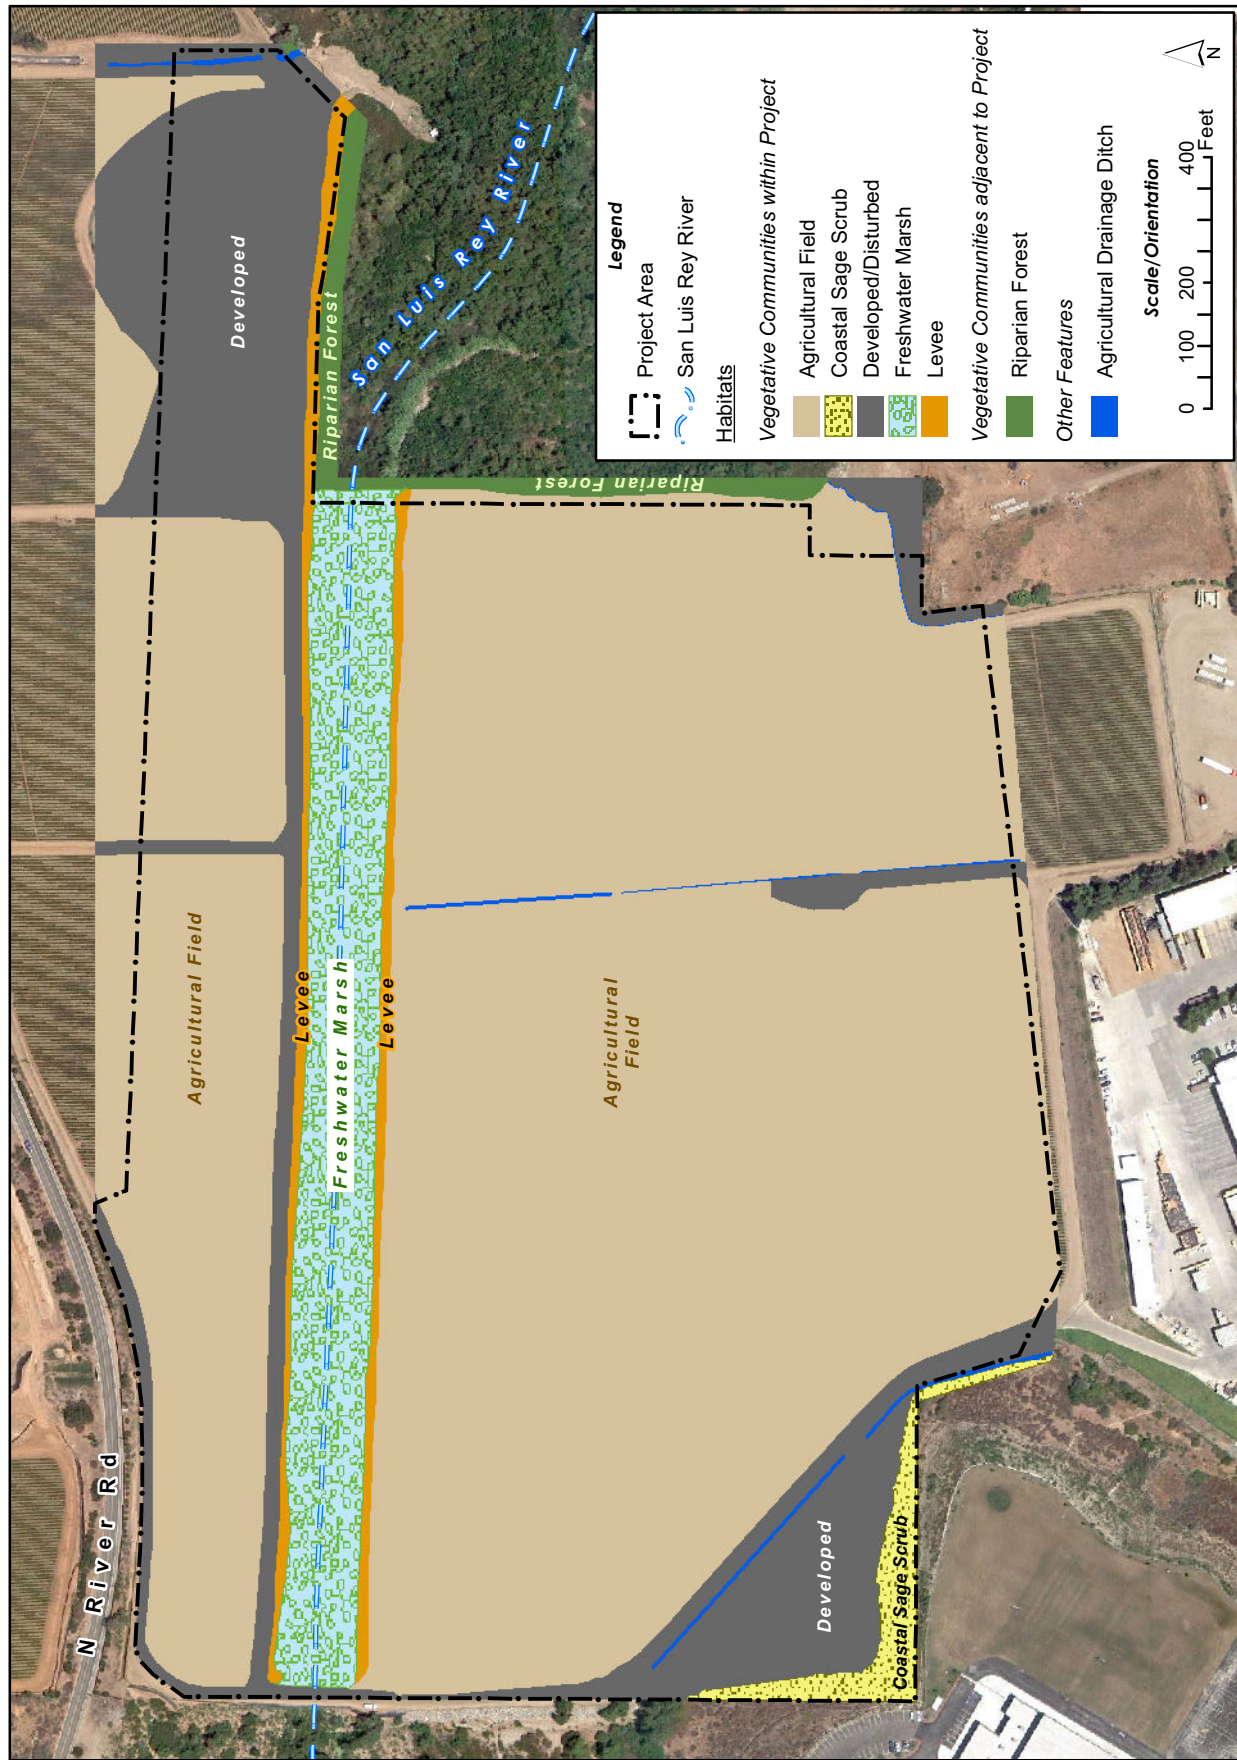 N River Rd
Agricultural Field
Developed
Levee
Freshwater Marsh
Levee
Riparian Forest
San Luis Rey River
Riparian Forest
Agricultural
Field
Developed
Coastal Sage Scrub
Legend
Project Area
San Luis Rey River
Habitats
Vegetative Communities within Project
Agricultural Field
Coastal Sage Scrub
Developed/Disturbed
Freshwater Marsh
Levee
Vegetative Communities adjacent to Project
Riparian Forest
Other Features
Agricultural Drainage Ditch
Scale/Orientation
0 100 200 400
Feet
N